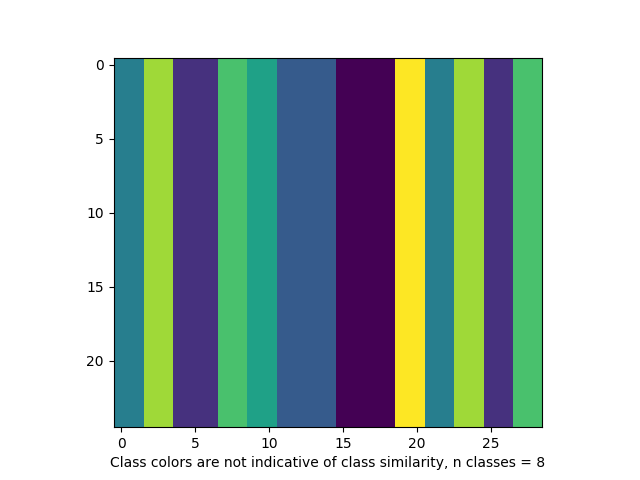 0
5
10
15
20
0 5 10 15 20 25
Class colors are not indicative of class similarity, n classes = 8